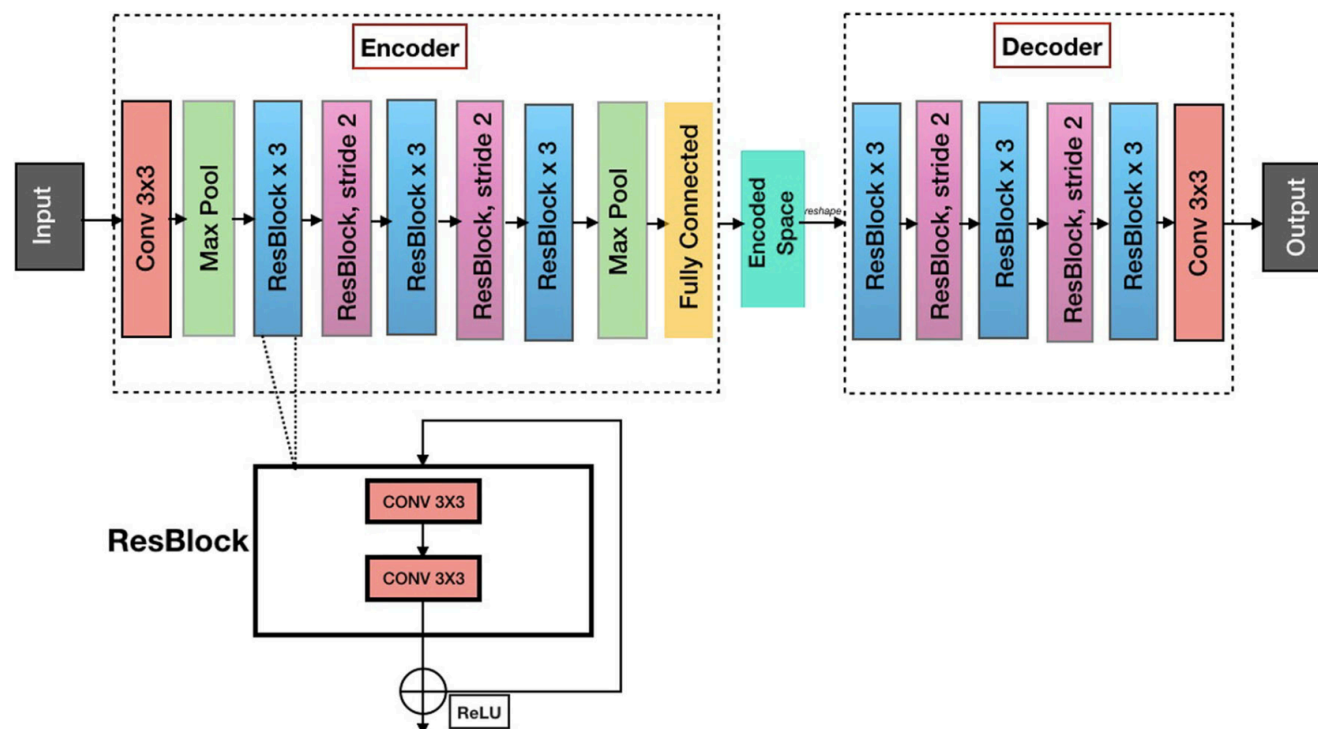 Encoder
Decoder
Input
Conv 3x3
Max Pool
ResBlock x 3
ResBlock, stride 2
ResBlock x 3
ResBlock, stride 2
ResBlock x 3
Max Pool
Fully Connected
Encoded
Space
reshape
ResBlock x 3
ResBlock, stride 2
ResBlock x 3
ResBlock, stride 2
ResBlock x 3
Conv 3x3
Output
ResBlock
CONV 3X3
CONV 3X3
ReLU